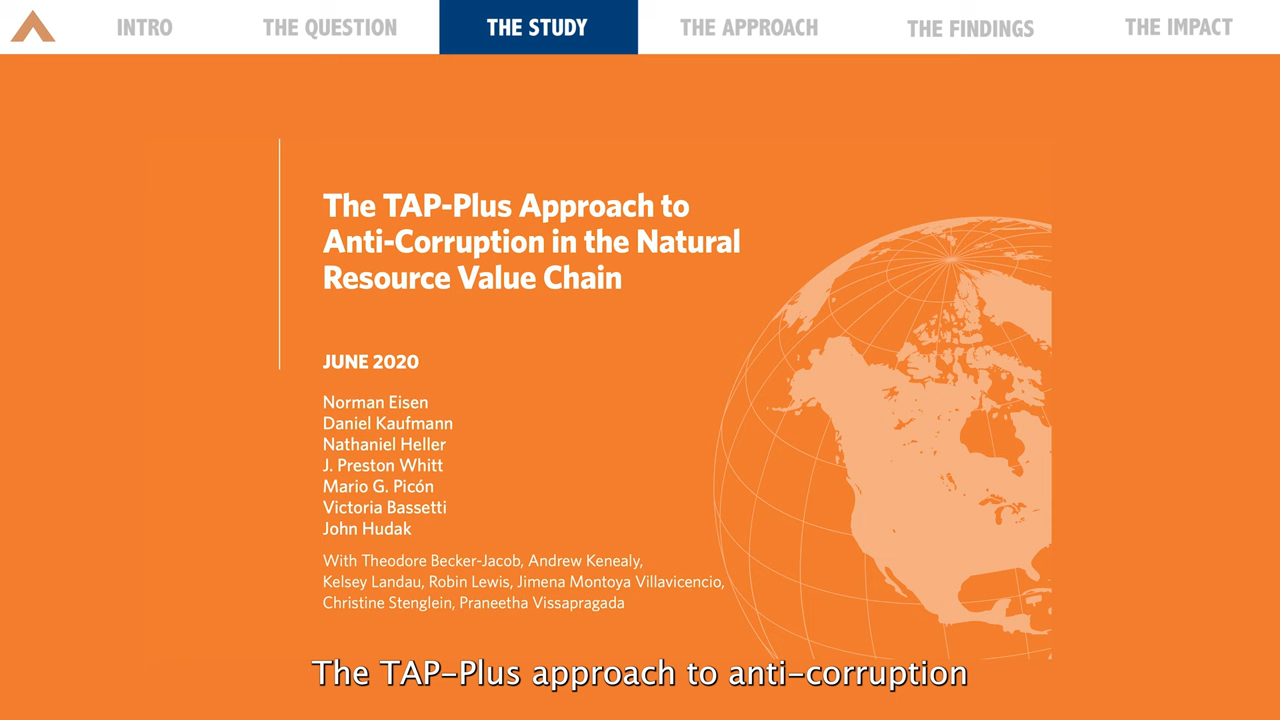 INTRO
THE QUESTION
THE STUDY
THE APPROACH
THE FINDINGS
THE IMPACT
The TAP-Plus Approach to
Anti-Corruption in the Natural
Resource Value Chain
JUNE 2020
Norman Eisen
Daniel Kaufmann
Nathaniel Heller
J. Preston Whitt
Mario G. Picón
Victoria Bassetti
John Hudak
With Theodore Becker-Jacob, Andrew Kenealy,
Kelsey Landau, Robin Lewis, Jimena Montoya Villavicencio,
Christine Stenglein, Praneetha Vissapragada
The TAP-Plus approach to anti-corruption